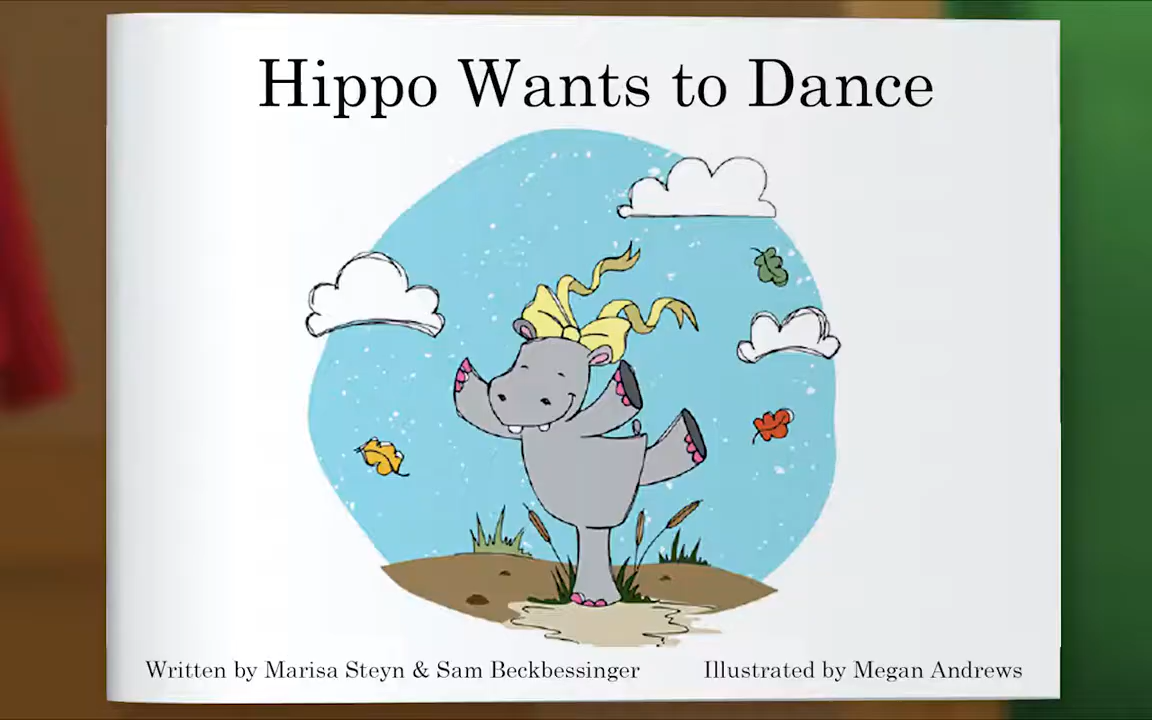 Hippo Wants to Dance
Written by Marisa Steyn & Sam Beckbessinger
Illustrated by Megan Andrews